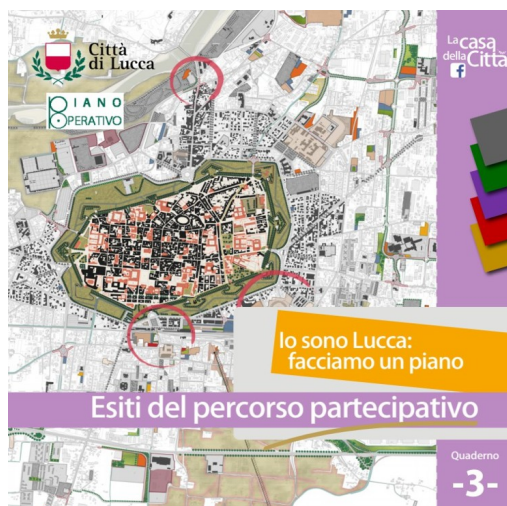 Città
di Lucca
PIANO
OPERATIVO
La casa
della Città
Io sono Lucca:
facciamo un piano
Esiti del percorso partecipativo
Quaderno
-3-